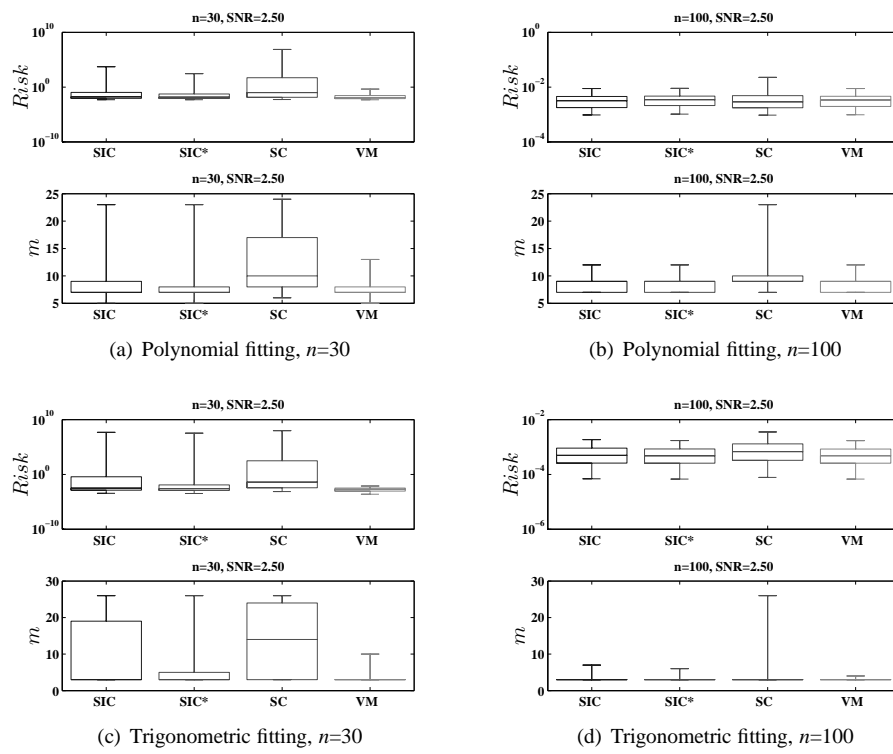 n=30, SNR=2.50
10^10
10^0
10^-10
Risk
SIC SIC* SC VM
n=30, SNR=2.50
25
20
15
10
5
m
SIC SIC* SC VM
(a) Polynomial fitting, n=30
n=100, SNR=2.50
10^0
10^-2
10^-4
Risk
SIC SIC* SC VM
n=100, SNR=2.50
25
20
15
10
5
m
SIC SIC* SC VM
(b) Polynomial fitting, n=100
n=30, SNR=2.50
10^10
10^0
10^-10
Risk
SIC SIC* SC VM
n=30, SNR=2.50
30
20
10
0
m
SIC SIC* SC VM
(c) Trigonometric fitting, n=30
n=100, SNR=2.50
10^-2
10^-4
10^-6
Risk
SIC SIC* SC VM
n=100, SNR=2.50
30
20
10
0
m
SIC SIC* SC VM
(d) Trigonometric fitting, n=100